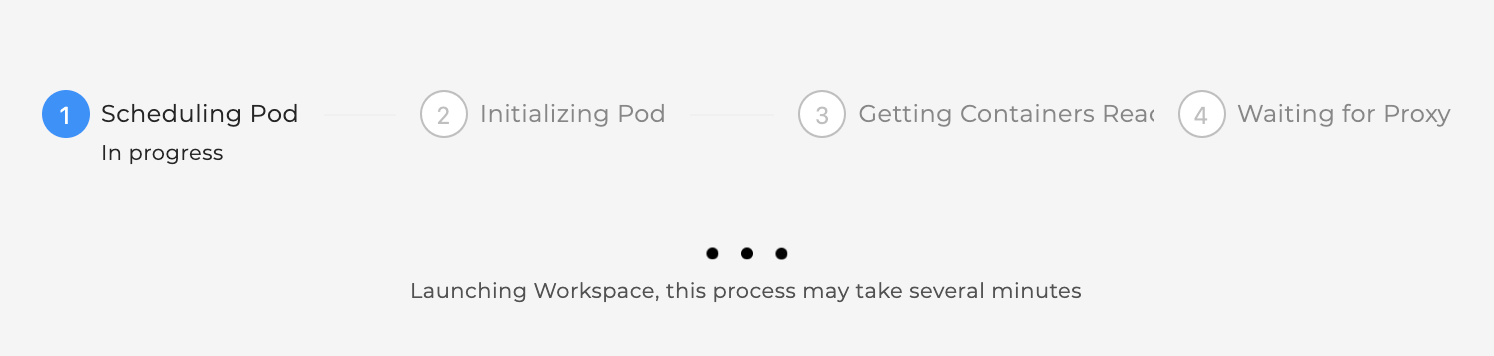 1 Scheduling Pod
In progress
2 Initializing Pod
3 Getting Containers Reac
4 Waiting for Proxy
Launching Workspace, this process may take several minutes